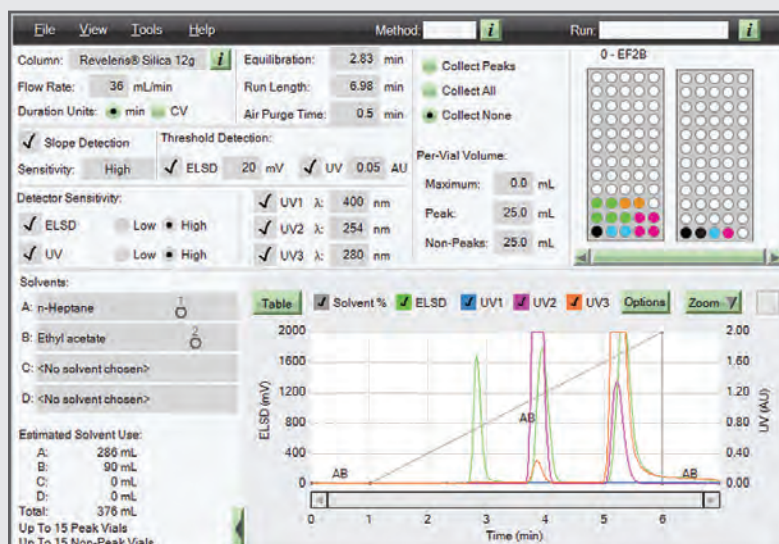 File View Tools Help Method: i Run: i
Column: Reveleris® Silica 12g i
Flow Rate: 36 mL/min
Duration Units: min CV
Equilibration: 2.83 min
Run Length: 6.98 min
Air Purge Time: 0.5 min
Collect Peaks
Collect All
Collect None
0 - EF2B
Slope Detection
Sensitivity: High
Threshold Detection:
ELSD 20 mV UV 0.05 AU
Per-Vial Volume:
Maximum: 0.0 mL
Peak: 25.0 mL
Non-Peaks: 25.0 mL
Detector Sensitivity:
ELSD Low High
UV Low High
UV1 λ: 400 nm
UV2 λ: 254 nm
UV3 λ: 280 nm
Solvents:
1
A: n-Heptane
2
B: Ethyl acetate
C: <No solvent chosen>
D: <No solvent chosen>
Estimated Solvent Use:
A: 286 mL
B: 90 mL
C: 0 mL
D: 0 mL
Total: 376 mL
Up To 15 Peak Vials
Up To 15 Non-Peak Vials
Table Solvent % ELSD UV1 UV2 UV3 Options Zoom
2000
1600
1200
800
400
0
ELSD (mV)
AB
AB
AB
2.00
1.60
1.20
0.80
0.40
0.00
UV (AU)
0 1 2 3 4 5 6
Time (min)